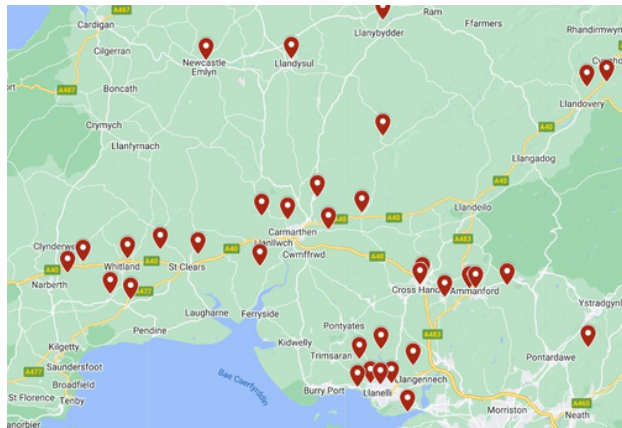 A487
Cardigan
Ram
Ffarmers
Llanybydder
Rhandirmwyn
Cilgerran
Newcastle
Emlyn
Llandysul
A487
Boncath
Llandovery
Crymych
A40
Llanfyrnach
Llangadog
A40
Llandeilo
A40
Carmarthen
A483
Llanllwch
Cwmffrwd
A40
A48
Whitland
A40
St Clears
A40
Narberth
Cross Han
Ammanford
A477
Ystradgynl
Laugharne
Ferryside
Pendine
Pontyates
Kidwelly
A483
Kilgetty
Trimsaran
Pontardawe
Saundersfoot
A477
Bae Caerfyrddin
Llangennech
Broadfield
Burry Port
Llanelli
St Florence
Tenby
Morriston
A465
Neath
anorbier